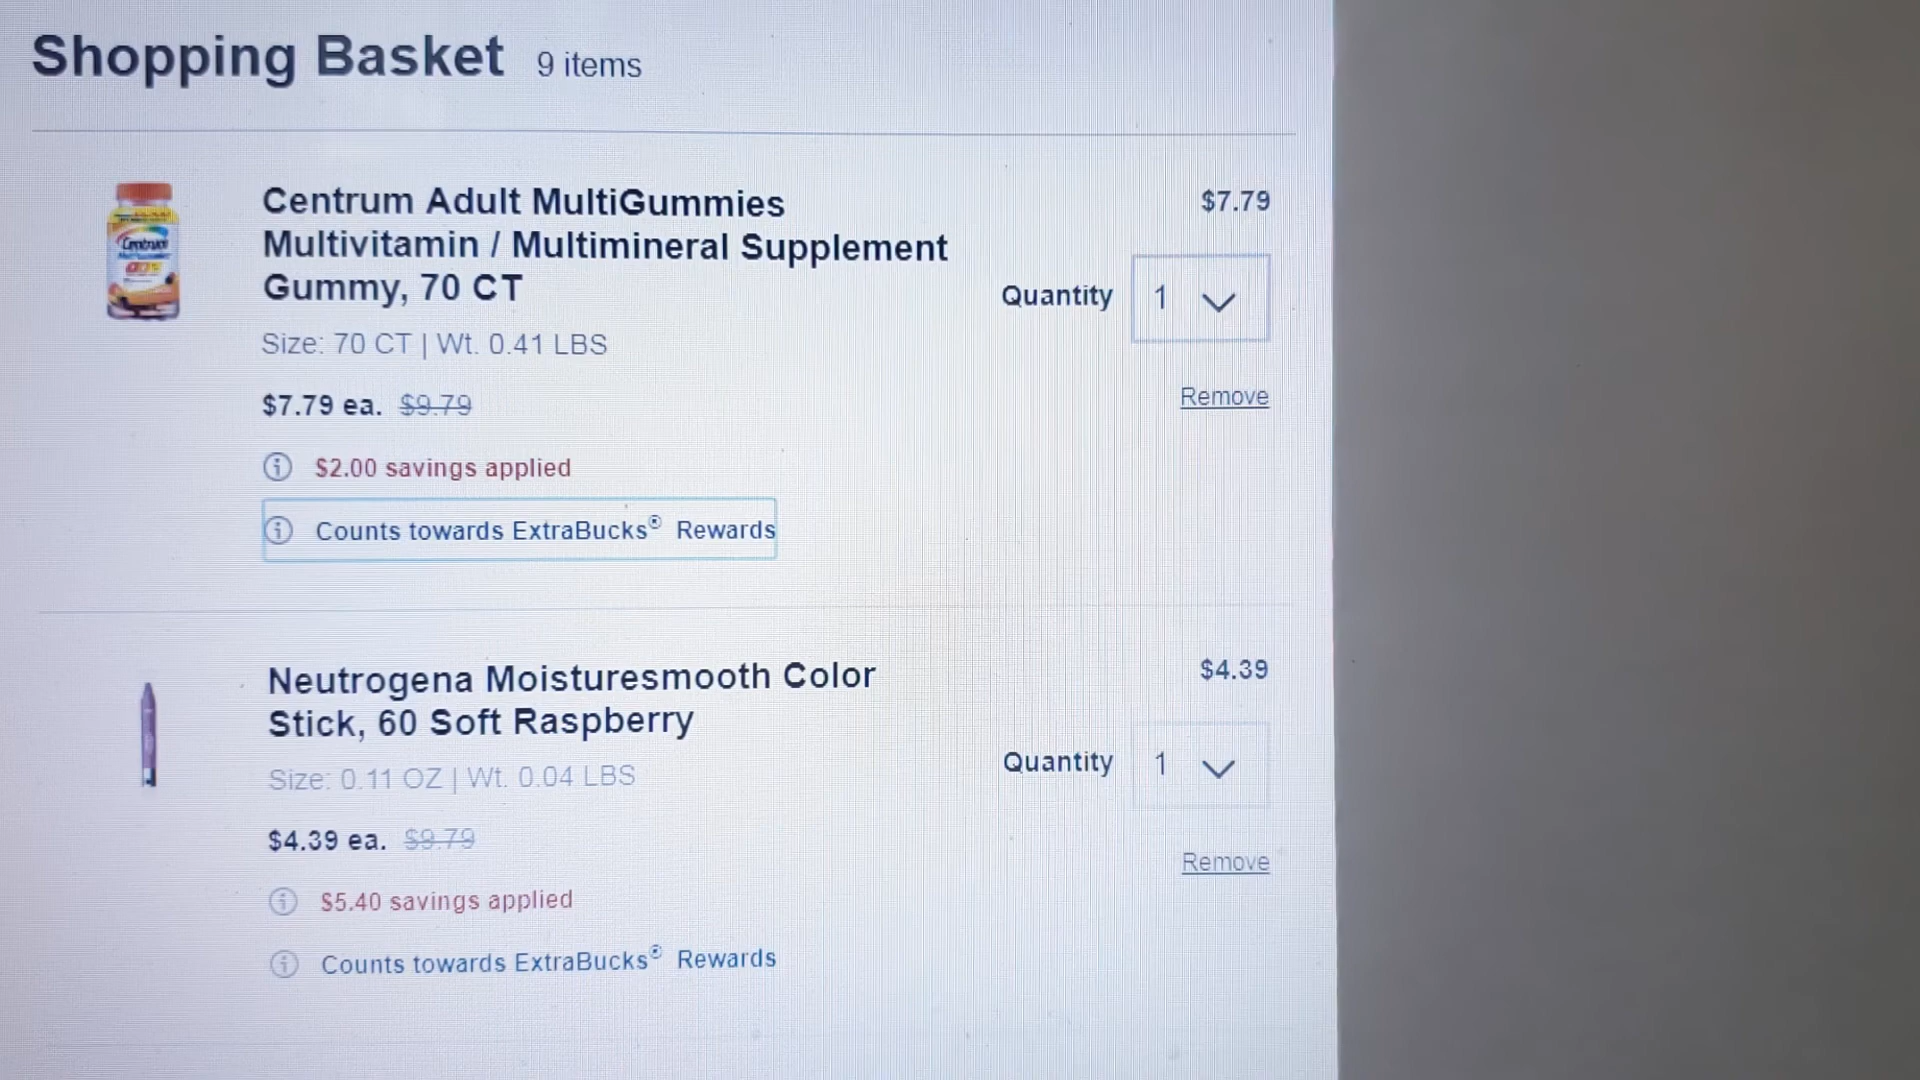 Shopping Basket 9 items
Centrum Adult MultiGummies
Multivitamin / Multimineral Supplement
Gummy, 70 CT
$7.79
Quantity 1
Size: 70 CT | Wt. 0.41 LBS
Remove
$7.79 ea. $9.79
$2.00 savings applied
Counts towards ExtraBucks® Rewards
Centrum
Neutrogena Moisturesmooth Color
Stick, 60 Soft Raspberry
$4.39
Quantity 1
Size: 0.11 OZ | Wt. 0.04 LBS
$4.39 ea. $9.79
Remove
$5.40 savings applied
Counts towards ExtraBucks® Rewards